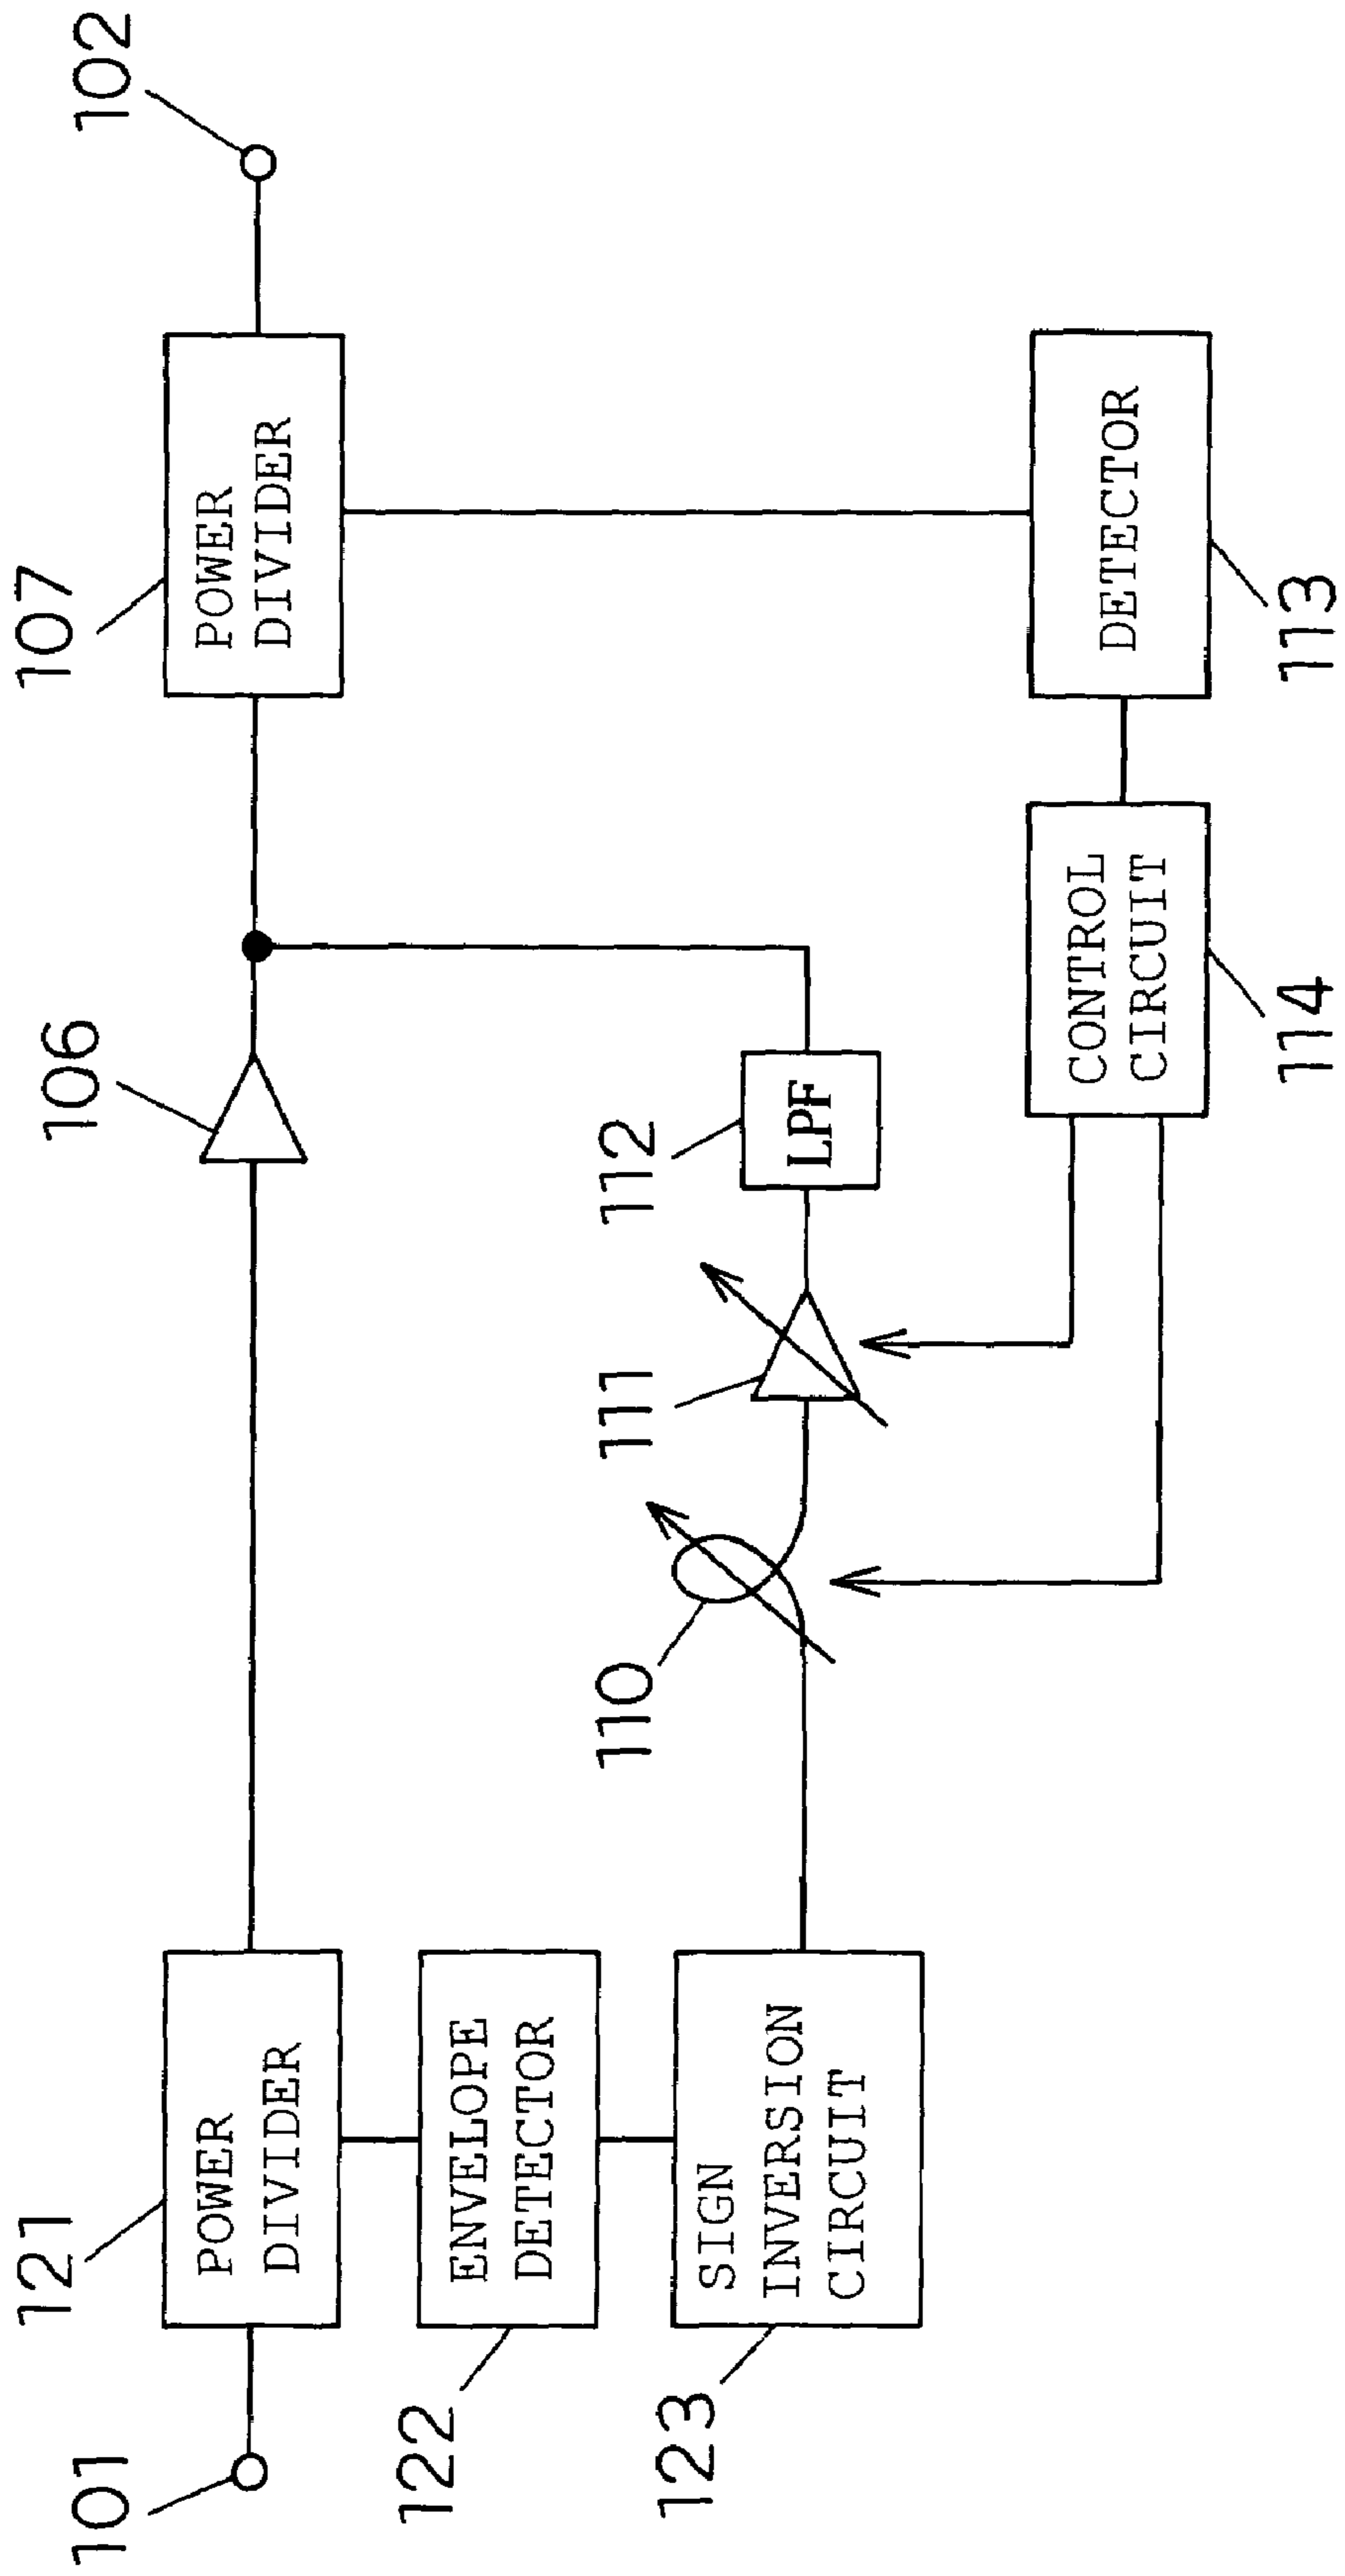 101
121
POWER
DIVIDER
122
ENVELOPE
DETECTOR
123
SIGN
INVERSION
CIRCUIT
106
110
111
112
LPF
107
POWER
DIVIDER
102
CONTROL
CIRCUIT
114
DETECTOR
113